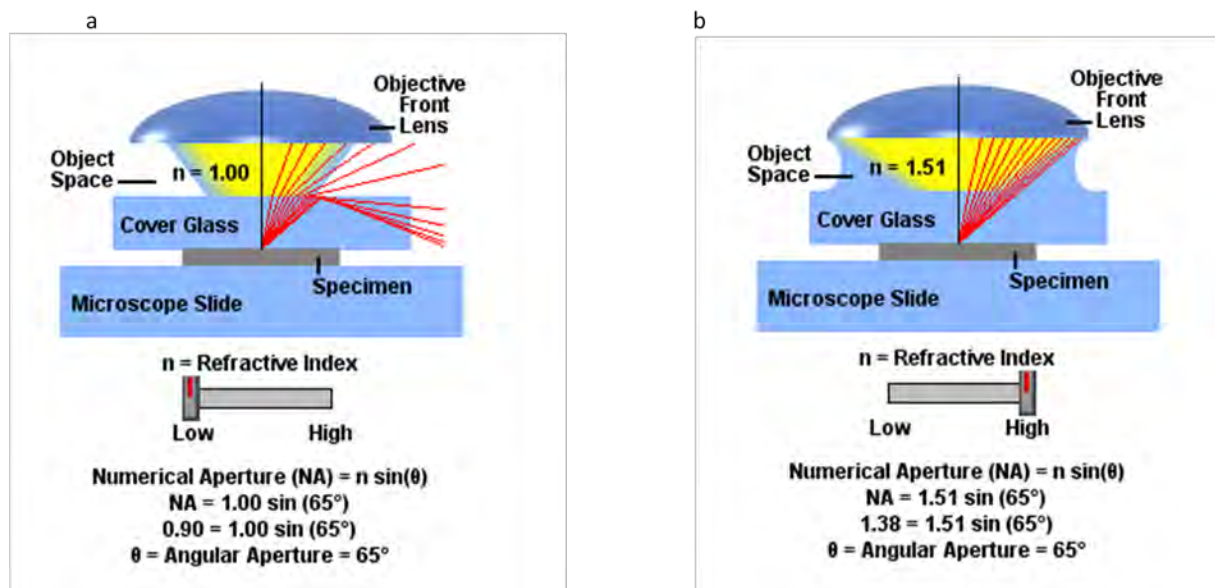 a
Objective
Front
Lens
Object
Space
n = 1.00
Cover Glass
Specimen
Microscope Slide
n = Refractive Index
Low High
Numerical Aperture (NA) = n sin(θ)
NA = 1.00 sin (65°)
0.90 = 1.00 sin (65°)
θ = Angular Aperture = 65°
b
Objective
Front
Lens
Object
Space
n = 1.51
Cover Glass
Specimen
Microscope Slide
n = Refractive Index
Low High
Numerical Aperture (NA) = n sin(θ)
NA = 1.51 sin (65°)
1.38 = 1.51 sin (65°)
θ = Angular Aperture = 65°